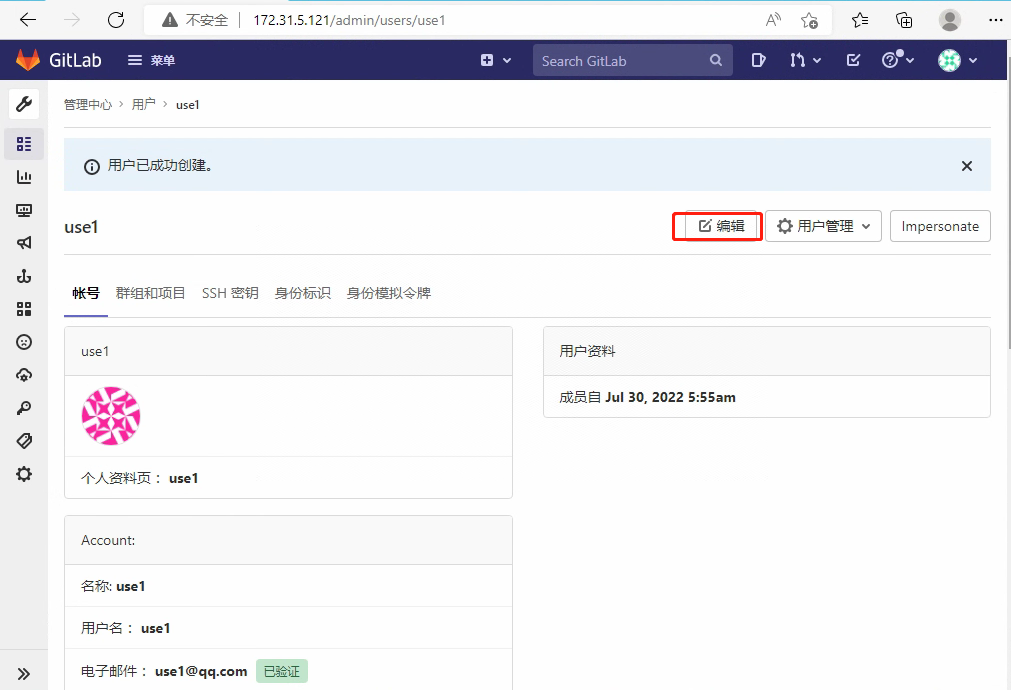 不安全 172.31.5.121/admin/users/use1
GitLab 菜单 Search GitLab
管理中心 › 用户 › use1
用户已成功创建。
use1 编辑 用户管理 Impersonate
帐号 群组和项目 SSH 密钥 身份标识 身份模拟令牌
use1
用户资料
成员自 Jul 30, 2022 5:55am
个人资料页： use1
Account:
名称: use1
用户名： use1
电子邮件： use1@qq.com 已验证